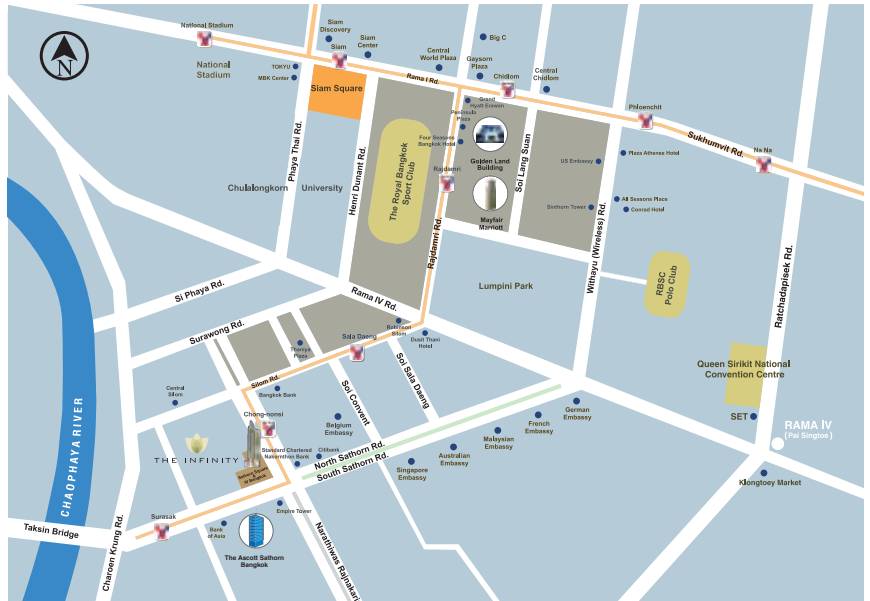 National Stadium
Siam
Discovery
Siam
Center
Siam
Big C
Central
World Plaza
Gaysorn
Plaza
Chidlom
Central
Chidlom
N
National
Stadium
TOKYU
MBK Center
Siam Square
Rama I Rd.
Grand
Hyatt Erawan
Peninsula
Plaza
Four Seasons
Bangkok Hotel
Golden Land
Building
Phloenchit
Sukhumvit Rd.
Na Na
Plaza Athenee Hotel
US Embassy
Phaya Thai Rd.
Henri Dunant Rd.
The Royal Bangkok
Sport Club
Rajdamri
Rajdamri Rd.
Soi Lang Suan
Chulalongkorn
University
Mayfair
Marriott
All Seasons Place
Conrad Hotel
Sinthorn Tower
Withayu (Wireless) Rd.
Ratchadapisek Rd.
Si Phaya Rd.
Rama IV Rd.
Lumpini Park
RBSC
Polo Club
Surawong Rd.
Robinson
Silom
Sala Daeng
Dusit Thani
Hotel
Thaniya
Plaza
Silom Rd.
Bangkok Bank
Soi Convent
Soi Sala Daeng
Queen Sirikit National
Convention Centre
Central
Silom
Chong-nonsi
Belgium
Embassy
German
Embassy
French
Embassy
Malaysian
Embassy
Australian
Embassy
Singapore
Embassy
SET
RAMA IV
(Pai Singtoe)
Klongtoey Market
CHAOPHAYA RIVER
THE INFINITY
Standard Chartered
Nakornthon Bank
Citibank
North Sathorn Rd.
South Sathorn Rd.
Sathorn Square
W Bangkok
Surasak
Bank
of Asia
Empire Tower
Taksin Bridge
Charoen Krung Rd.
The Ascott Sathorn
Bangkok
Narathiwas Rajnakarin